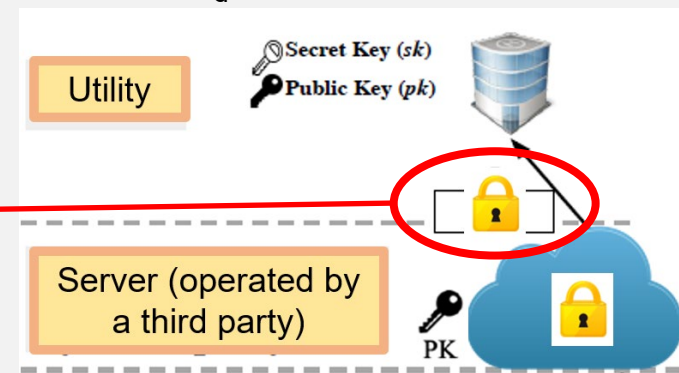 Secret Key (sk)
Public Key (pk)
Utility
Server (operated by
a third party)
PK